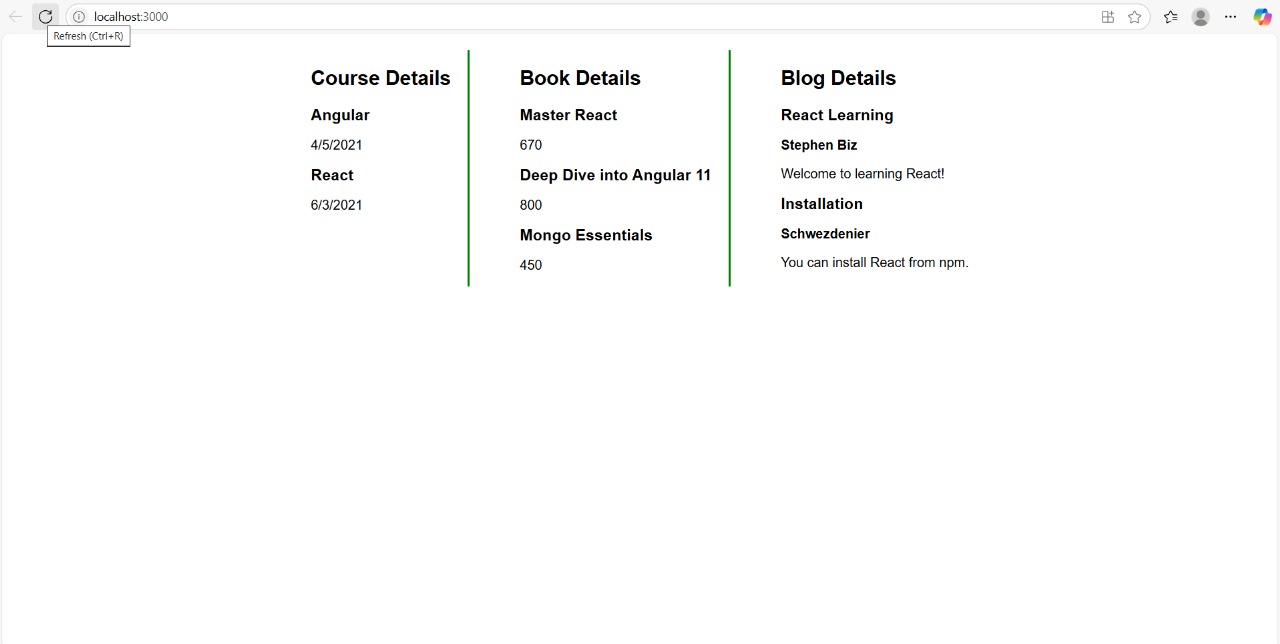 localhost:3000
Refresh (Ctrl+R)
Course Details
Angular
4/5/2021
React
6/3/2021
Book Details
Master React
670
Deep Dive into Angular 11
800
Mongo Essentials
450
Blog Details
React Learning
Stephen Biz
Welcome to learning React!
Installation
Schwezdenier
You can install React from npm.